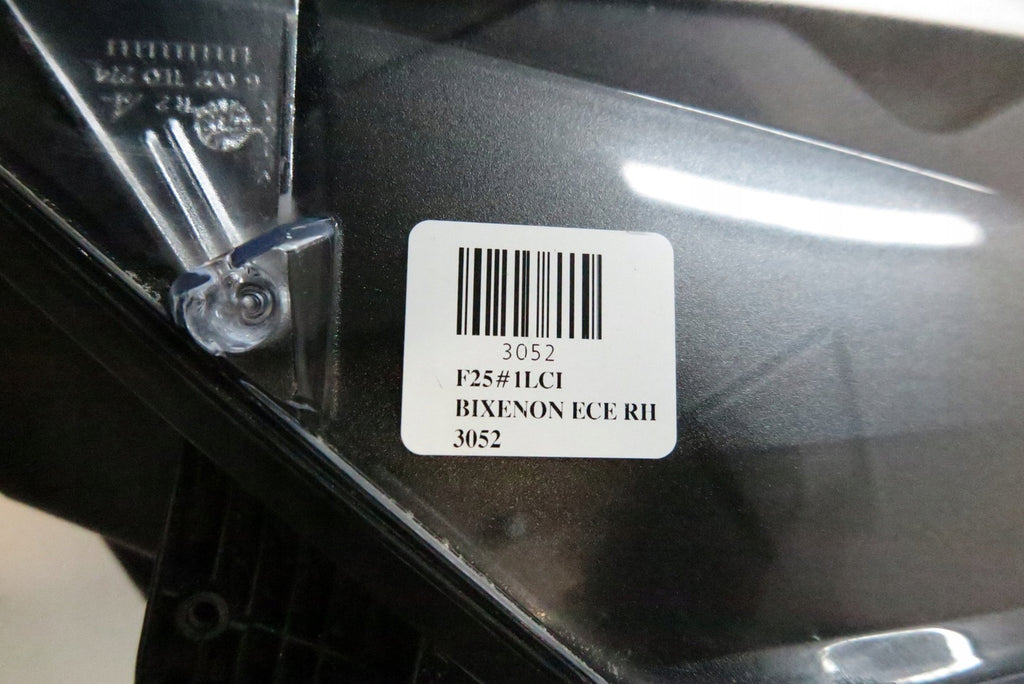 3052
F25#1LCI
BIXENON ECE RH
3052